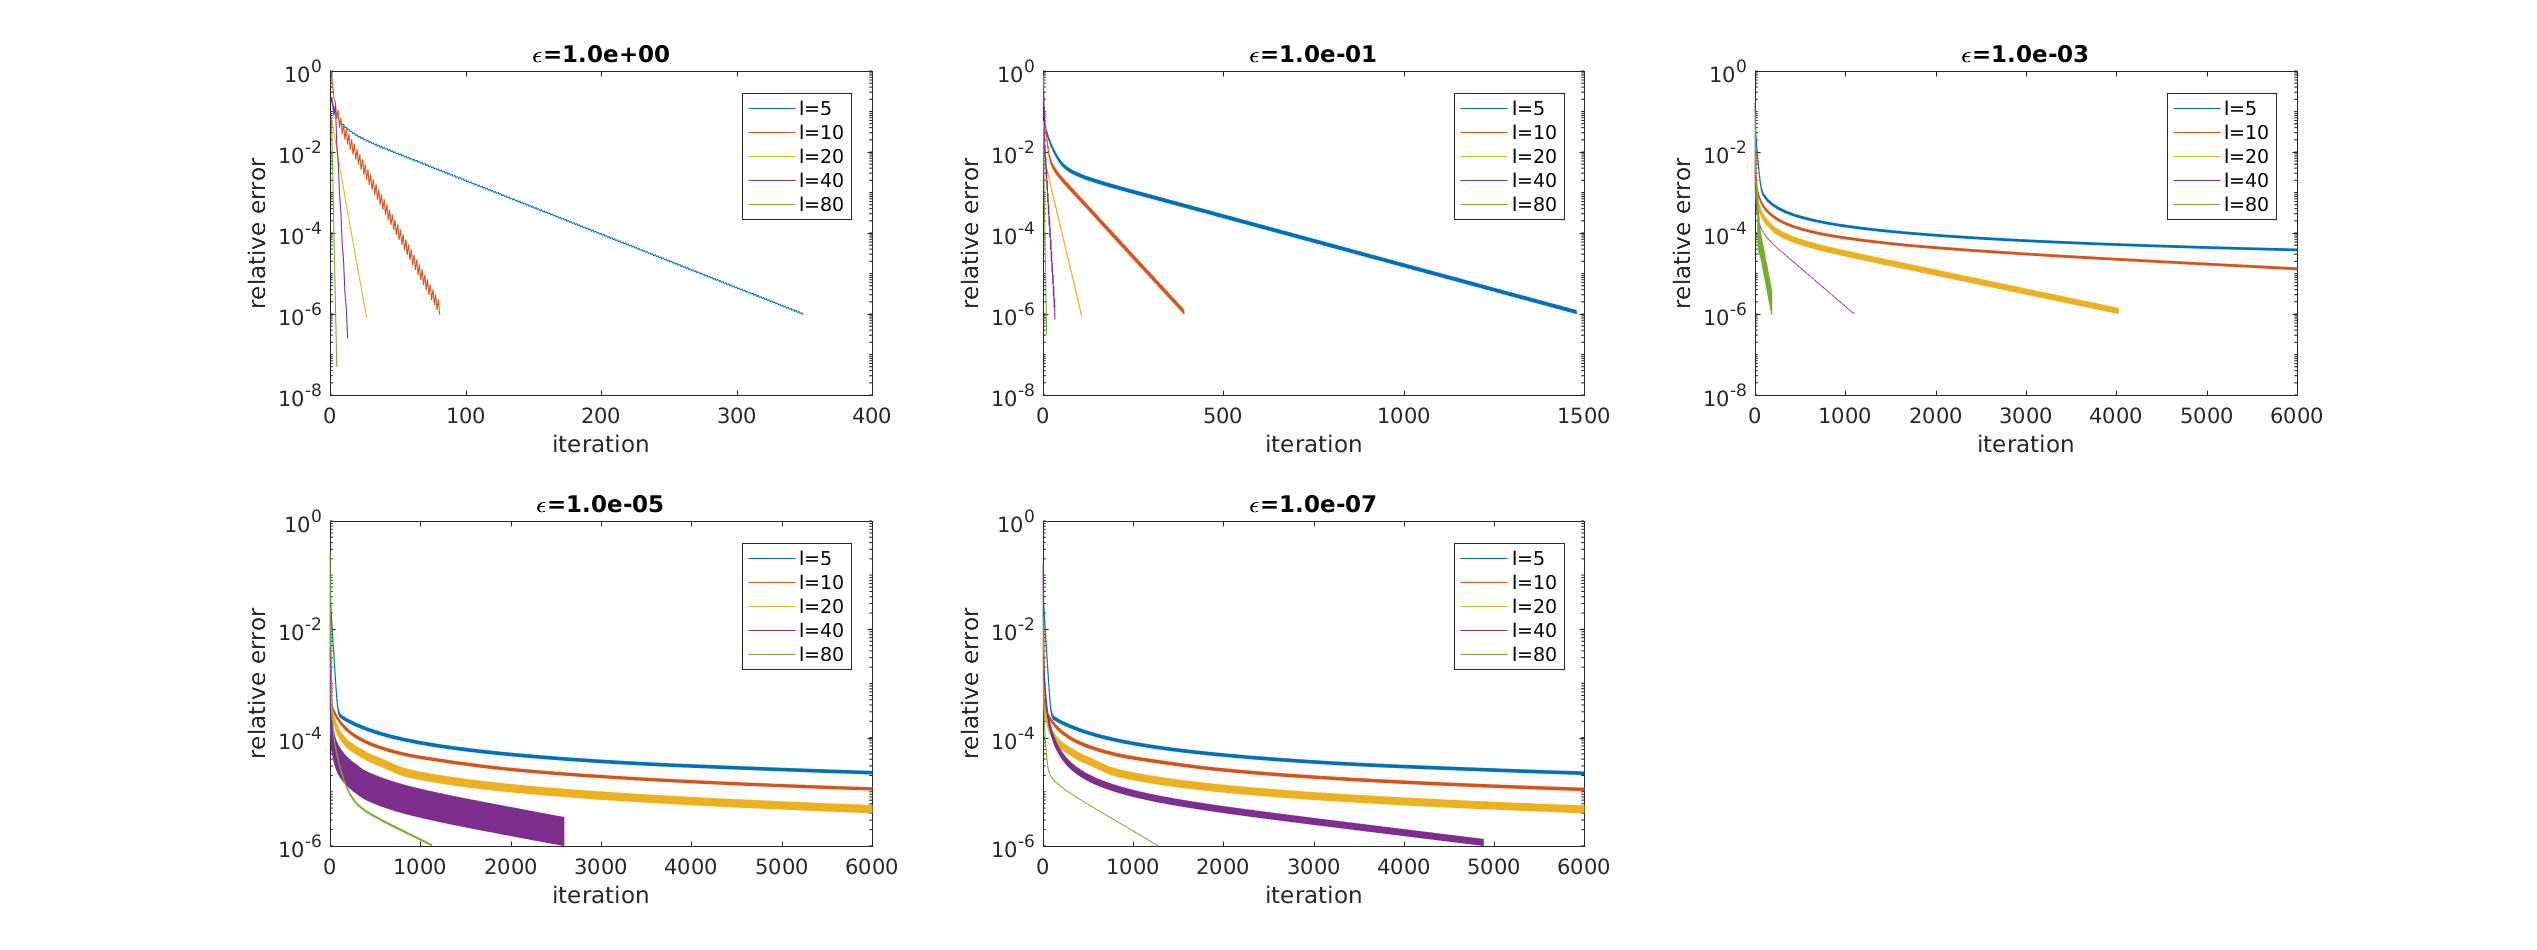 ϵ=1.0e+00
10^0
10^-2
10^-4
10^-6
10^-8
relative error
l=5
l=10
l=20
l=40
l=80
0 100 200 300 400
iteration
ϵ=1.0e-01
10^0
10^-2
10^-4
10^-6
10^-8
relative error
l=5
l=10
l=20
l=40
l=80
0 500 1000 1500
iteration
ϵ=1.0e-03
10^0
10^-2
10^-4
10^-6
10^-8
relative error
l=5
l=10
l=20
l=40
l=80
0 1000 2000 3000 4000 5000 6000
iteration
ϵ=1.0e-05
10^0
10^-2
10^-4
10^-6
relative error
l=5
l=10
l=20
l=40
l=80
0 1000 2000 3000 4000 5000 6000
iteration
ϵ=1.0e-07
10^0
10^-2
10^-4
10^-6
relative error
l=5
l=10
l=20
l=40
l=80
0 1000 2000 3000 4000 5000 6000
iteration